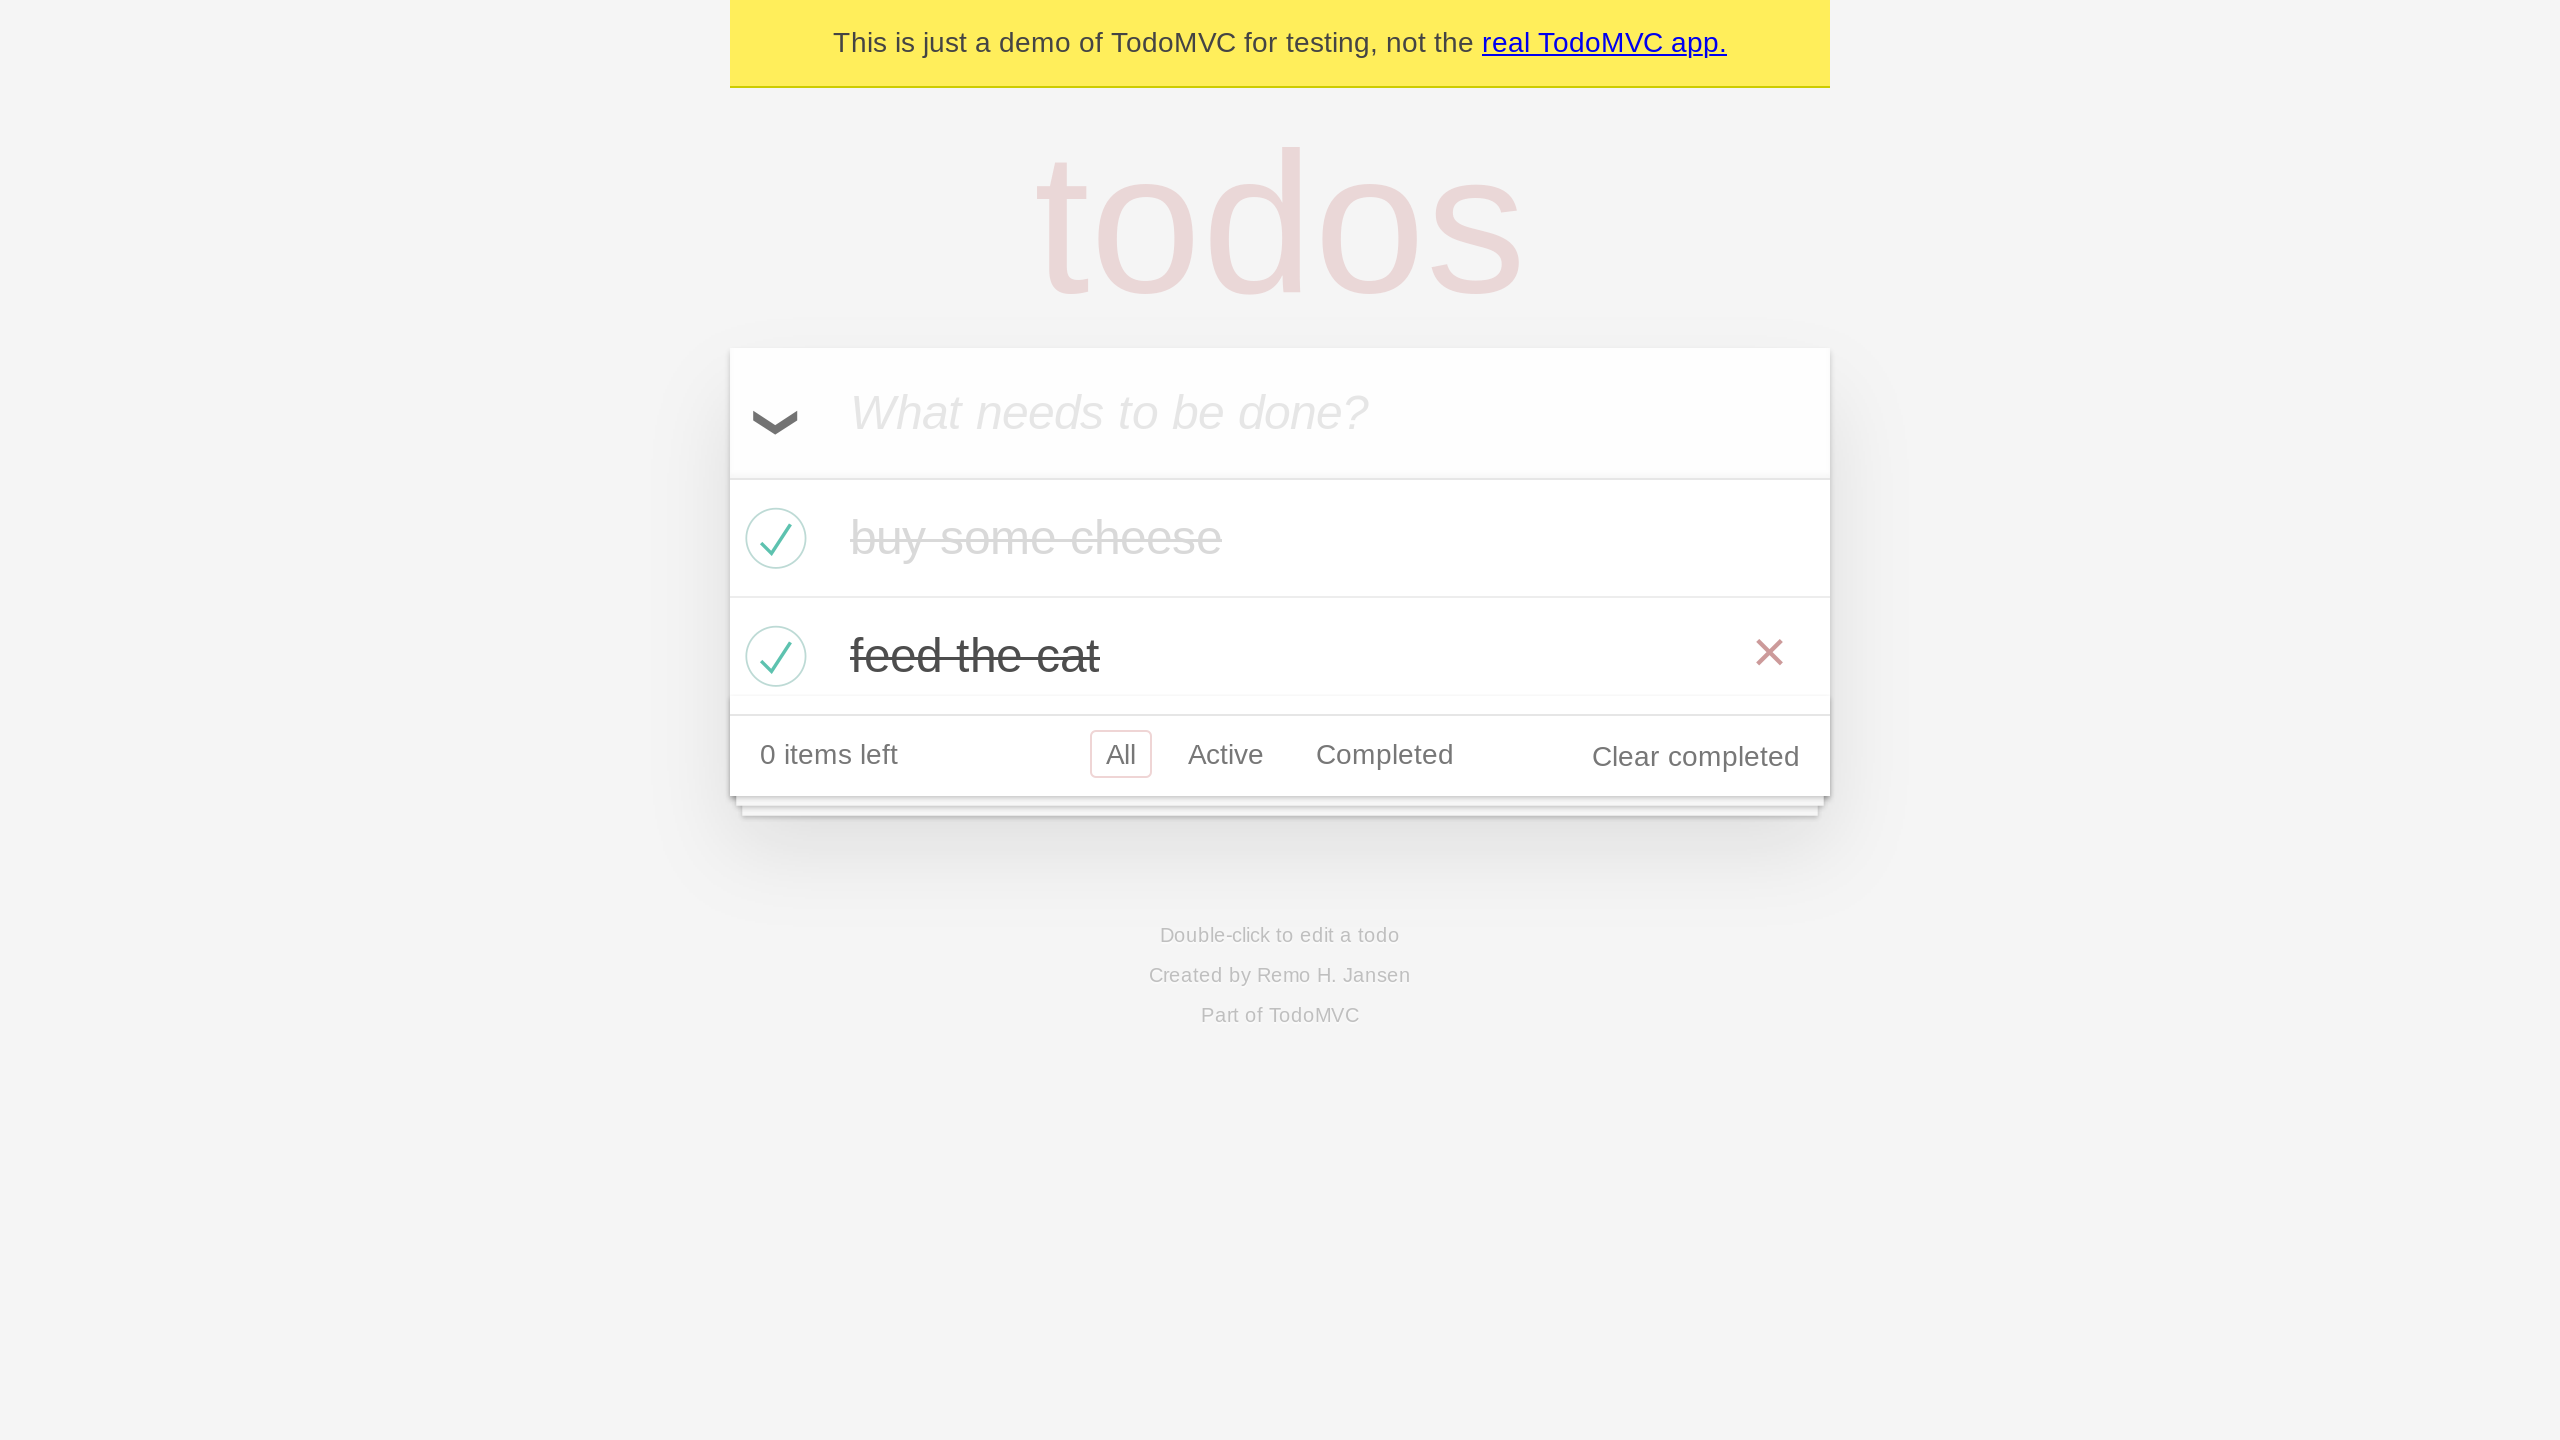 This is just a demo of TodoMVC for testing, not the real TodoMVC app.
todos
What needs to be done?
buy some cheese
feed the cat
0 items left
All
Active
Completed
Clear completed
Double-click to edit a todo
Created by Remo H. Jansen
Part of TodoMVC